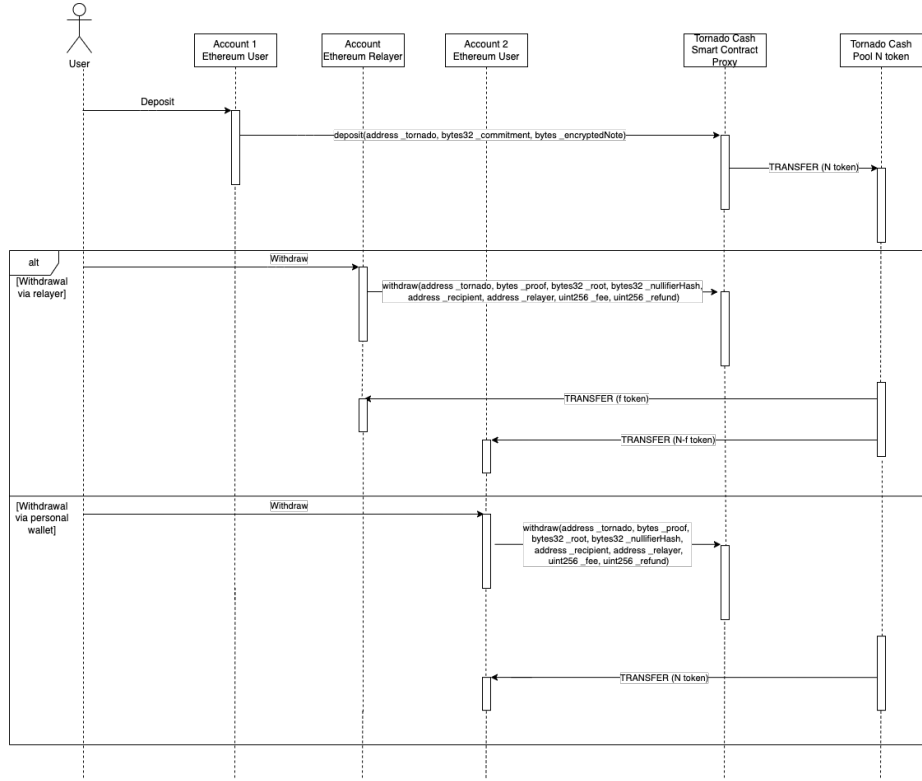 User
Account 1
Ethereum User
Account
Ethereum Relayer
Account 2
Ethereum User
Tornado Cash
Smart Contract
Proxy
Tornado Cash
Pool N token
Deposit
deposit(address _tornado, bytes32 _commitment, bytes _encryptedNote)
TRANSFER (N token)
alt
[Withdrawal
via relayer]
Withdraw
withdraw(address _tornado, bytes _proof, bytes32 _root, bytes32 _nullifierHash,
address _recipient, address _relayer, uint256 _fee, uint256 _refund)
TRANSFER (f token)
TRANSFER (N-f token)
[Withdrawal
via personal
wallet]
Withdraw
withdraw(address _tornado, bytes _proof,
bytes32 _root, bytes32 _nullifierHash,
address _recipient, address _relayer,
uint256 _fee, uint256 _refund)
TRANSFER (N token)